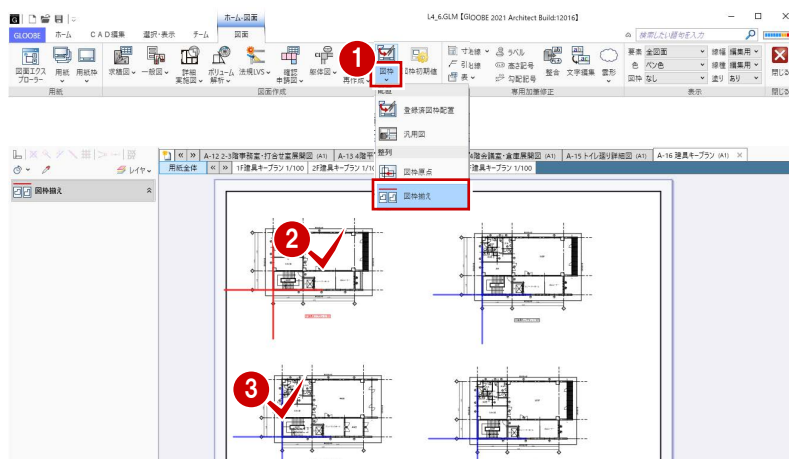 ホーム-図面
L4_6.GLM [GLOOBE 2021 Architect Build:12016]
GLOOBE ホーム CAD編集 選択・表示 チーム 図面 検索したい語句を入力
図面エクスプローラー 用紙 用紙枠 求積図 一般図 詳細実施図 ボリューム解析 法規LVS 確認申請図 躯体図 再作成 図枠 図枠初期値
寸法線 ラベル 引出線 高さ記号 表 勾配記号 整合 文字編集 雲形
要素 全図面 線幅 編集用
色 ペン色 線種 編集用
図枠 なし 塗り あり
閉じる
用紙 図面作成 専用加筆修正 表示 閉じる
1
登録済図枠配置
汎用図
整列
図枠原点
図枠揃え
A-12 2-3階事務室・打合せ室展開図 (A1) A-13 4階平 4階会議室・倉庫展開図 (A1) A-15 トイレ廻り詳細図 (A1) A-16 建具キープラン (A1)
レイヤ 用紙全体 1F建具キープラン 1/100 2F建具キープラン 1/100 建具キープラン 1/100
図枠揃え
2
3